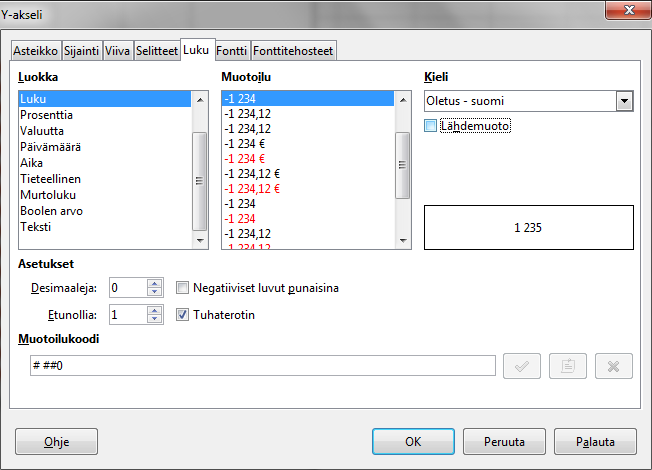 Y-akseli
Asteikko Sijainti Viiva Selitteet Luku Fontti Fonttitehosteet
Luokka
Luku
Prosenttia
Valuutta
Päivämäärä
Aika
Tieteellinen
Murtoluku
Boolen arvo
Teksti
Muotoilu
-1 234
-1 234,12
-1 234,12
-1 234 €
-1 234 €
-1 234,12 €
-1 234,12 €
-1 234
-1 234
-1 234,12
-1 234,12
Kieli
Oletus - suomi
Lähdemuoto
1 235
Asetukset
Desimaaleja: 0 Negatiiviset luvut punaisina
Etunollia: 1 Tuhaterotin
Muotoilukoodi
# ##0
Ohje OK Peruuta Palauta